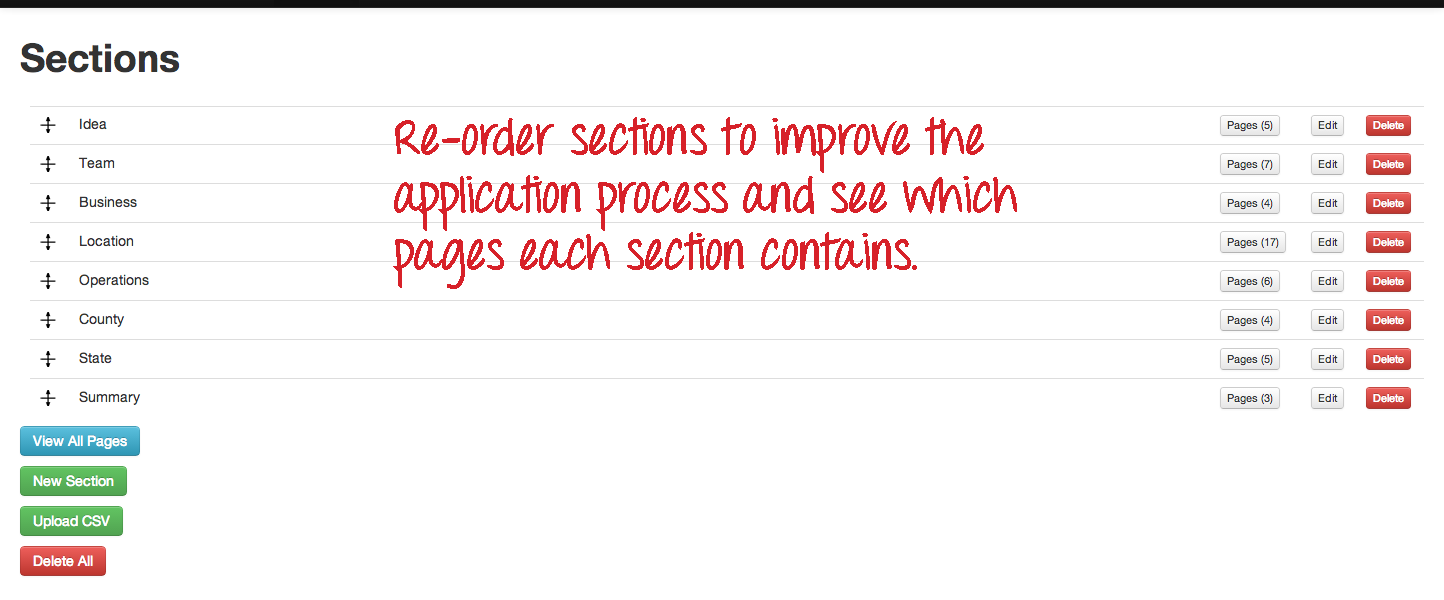 Sections
Idea Pages (5) Edit Delete
Team Pages (7) Edit Delete
Business Pages (4) Edit Delete
Location Pages (17) Edit Delete
Operations Pages (6) Edit Delete
County Pages (4) Edit Delete
State Pages (5) Edit Delete
Summary Pages (3) Edit Delete
Re-order sections to improve the
application process and see which
pages each section contains.
View All Pages
New Section
Upload CSV
Delete All